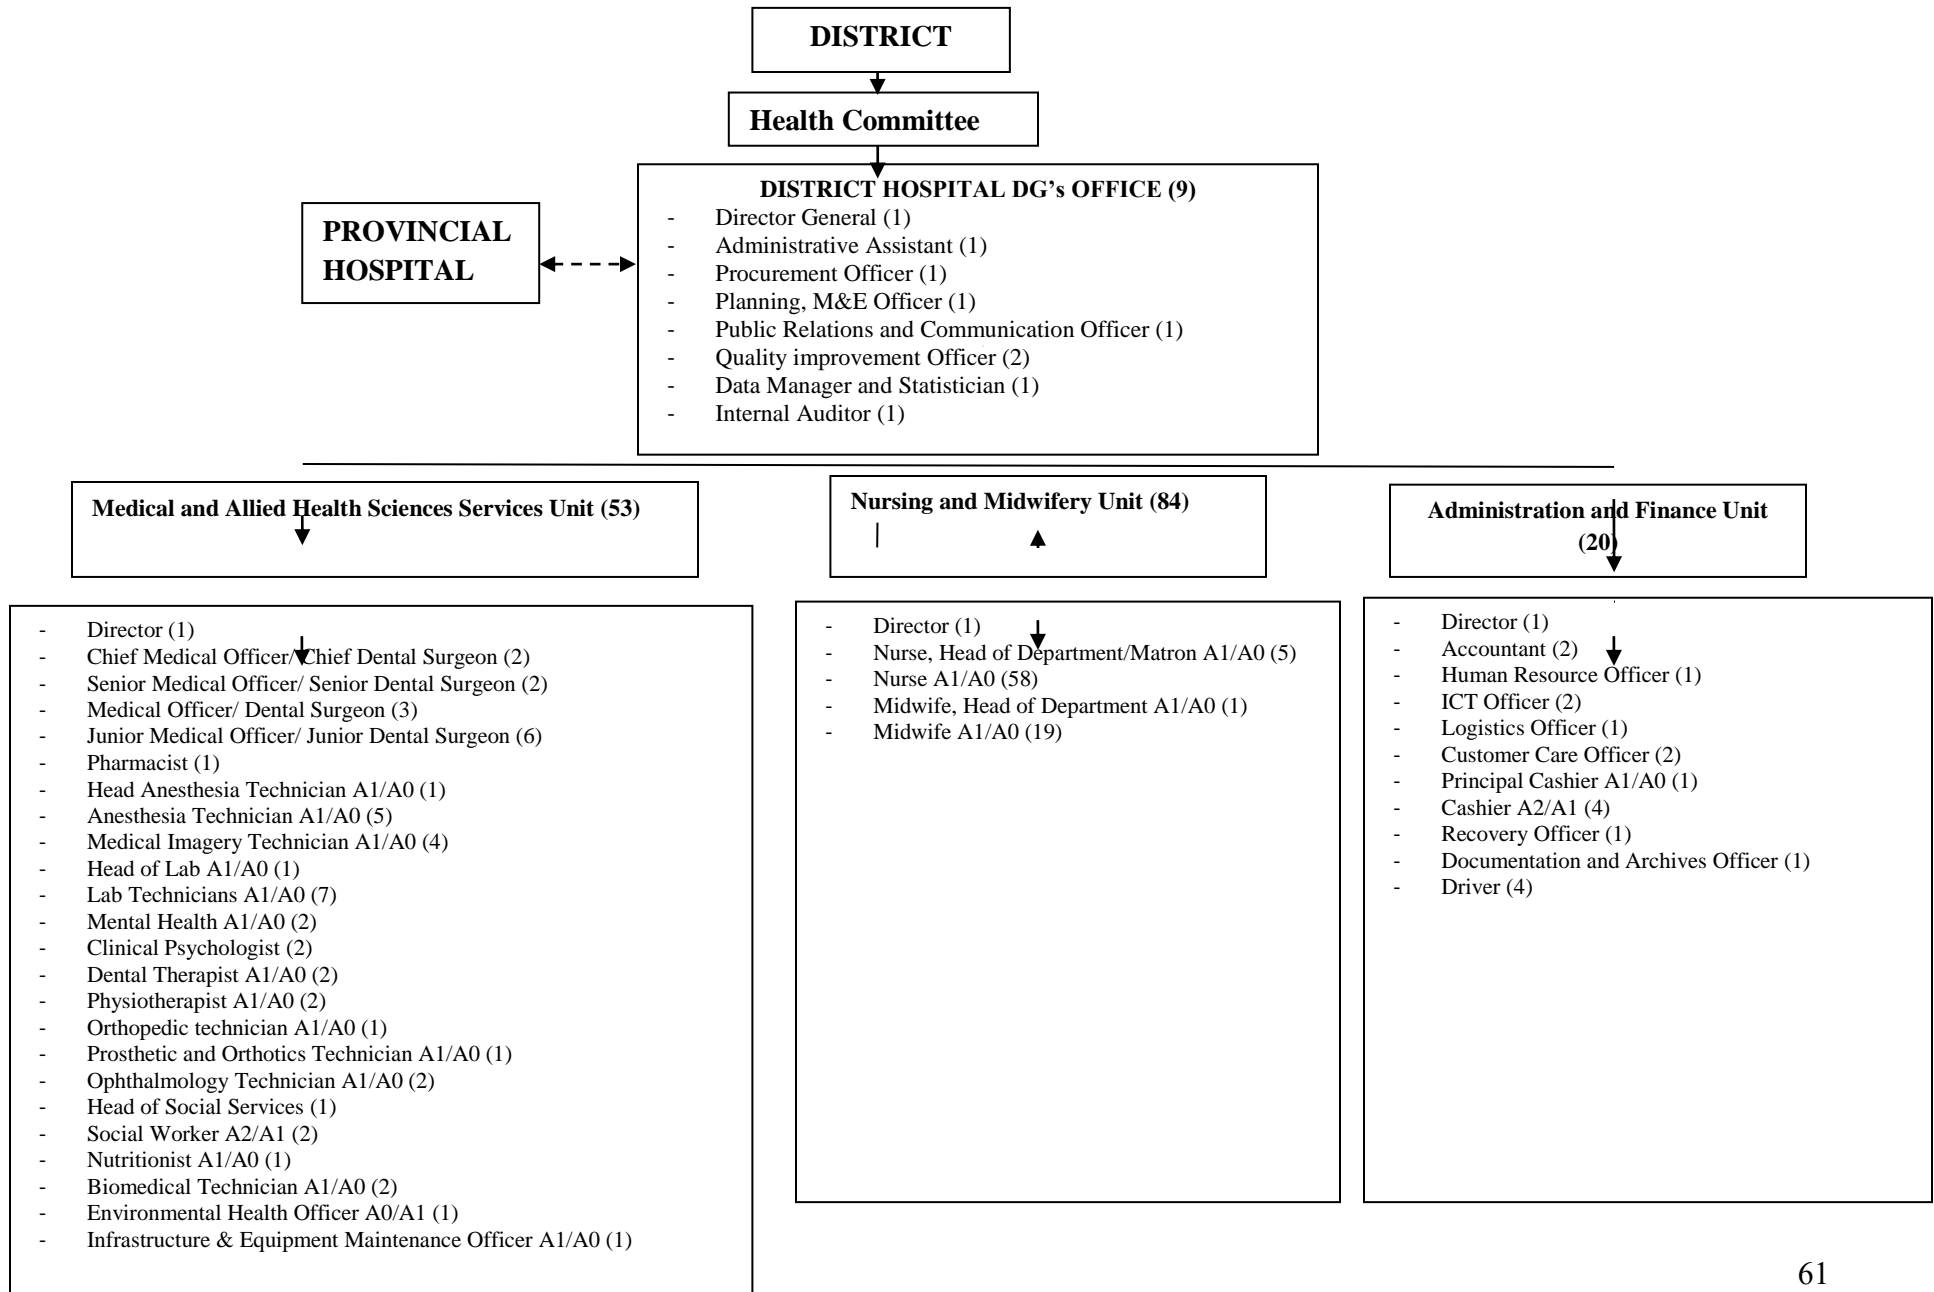 DISTRICT
Health Committee
DISTRICT HOSPITAL DG's OFFICE (9)
- Director General (1)
- Administrative Assistant (1)
- Procurement Officer (1)
- Planning, M&E Officer (1)
- Public Relations and Communication Officer (1)
- Quality improvement Officer (2)
- Data Manager and Statistician (1)
- Internal Auditor (1)
PROVINCIAL
HOSPITAL
Medical and Allied Health Sciences Services Unit (53)
- Director (1)
- Chief Medical Officer/ Chief Dental Surgeon (2)
- Senior Medical Officer/ Senior Dental Surgeon (2)
- Medical Officer/ Dental Surgeon (3)
- Junior Medical Officer/ Junior Dental Surgeon (6)
- Pharmacist (1)
- Head Anesthesia Technician A1/A0 (1)
- Anesthesia Technician A1/A0 (5)
- Medical Imagery Technician A1/A0 (4)
- Head of Lab A1/A0 (1)
- Lab Technicians A1/A0 (7)
- Mental Health A1/A0 (2)
- Clinical Psychologist (2)
- Dental Therapist A1/A0 (2)
- Physiotherapist A1/A0 (2)
- Orthopedic technician A1/A0 (1)
- Prosthetic and Orthotics Technician A1/A0 (1)
- Ophthalmology Technician A1/A0 (2)
- Head of Social Services (1)
- Social Worker A2/A1 (2)
- Nutritionist A1/A0 (1)
- Biomedical Technician A1/A0 (2)
- Environmental Health Officer A0/A1 (1)
- Infrastructure & Equipment Maintenance Officer A1/A0 (1)
Nursing and Midwifery Unit (84)
- Director (1)
- Nurse, Head of Department/Matron A1/A0 (5)
- Nurse A1/A0 (58)
- Midwife, Head of Department A1/A0 (1)
- Midwife A1/A0 (19)
Administration and Finance Unit
(20)
- Director (1)
- Accountant (2)
- Human Resource Officer (1)
- ICT Officer (2)
- Logistics Officer (1)
- Customer Care Officer (2)
- Principal Cashier A1/A0 (1)
- Cashier A2/A1 (4)
- Recovery Officer (1)
- Documentation and Archives Officer (1)
- Driver (4)
61